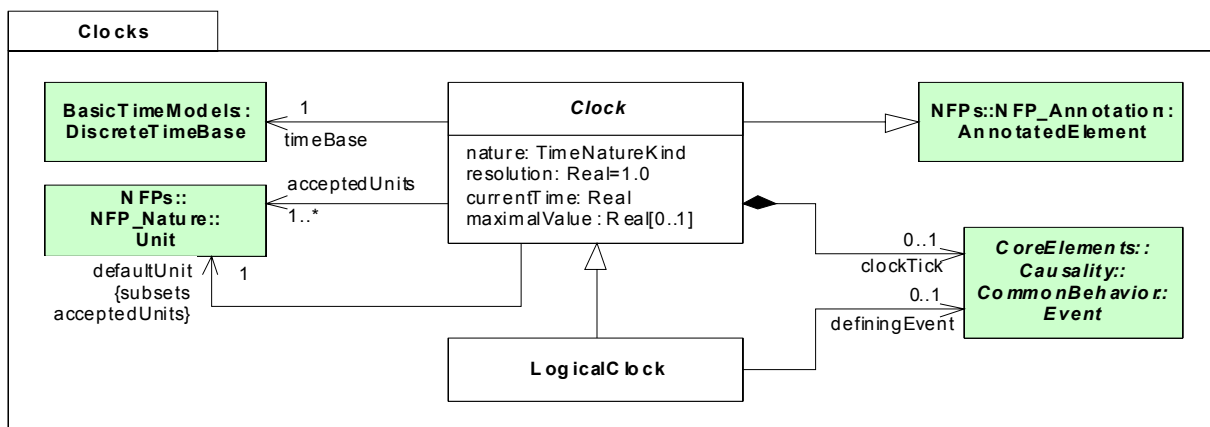 Clocks
BasicTimeModels::
DiscreteTimeBase
1
timeBase
Clock
nature: TimeNatureKind
resolution: Real=1.0
currentTime: Real
maximalValue: Real[0..1]
NFPs::NFP_Annotation::
AnnotatedElement
acceptedUnits
1..*
NFPs::
NFP_Nature::
Unit
defaultUnit
{subsets
acceptedUnits}
1
0..1
clockTick
0..1
definingEvent
CoreElements::
Causality::
CommonBehavior::
Event
LogicalClock